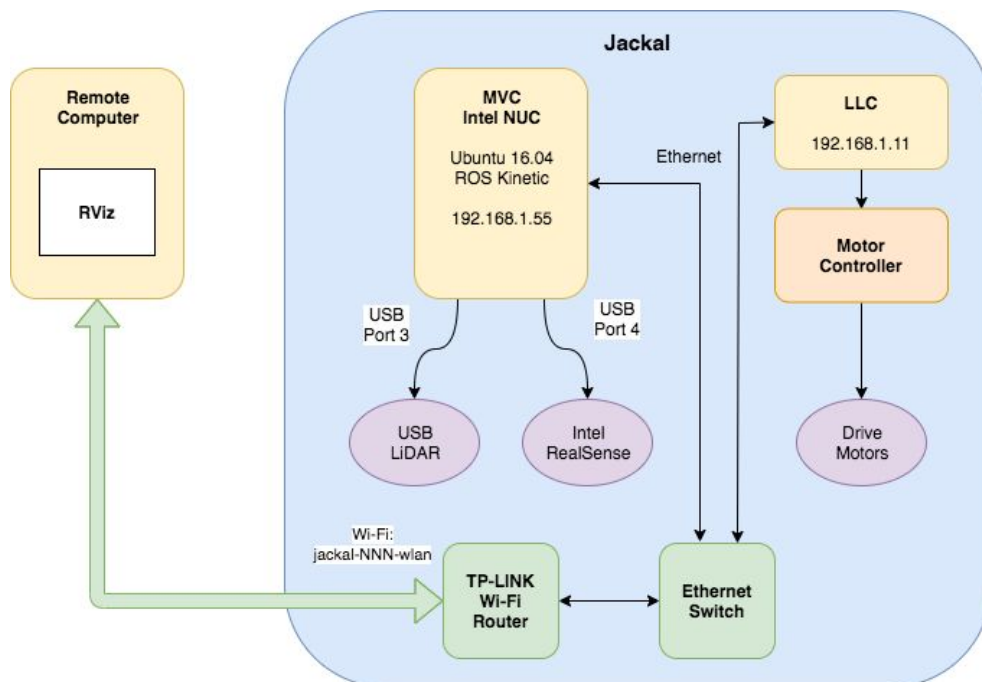 Jackal
Remote
Computer
RViz
MVC
Intel NUC
Ubuntu 16.04
ROS Kinetic
192.168.1.55
Ethernet
LLC
192.168.1.11
Motor
Controller
USB
Port 3
USB
Port 4
USB
LiDAR
Intel
RealSense
Drive
Motors
Wi-Fi:
jackal-NNN-wlan
TP-LINK
Wi-Fi
Router
Ethernet
Switch